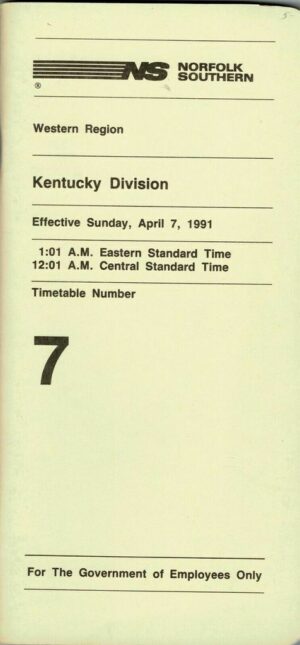 NS NORFOLK
SOUTHERN
®
Western Region
Kentucky Division
Effective Sunday, April 7, 1991
1:01 A.M. Eastern Standard Time
12:01 A.M. Central Standard Time
Timetable Number
7
For The Government of Employees Only